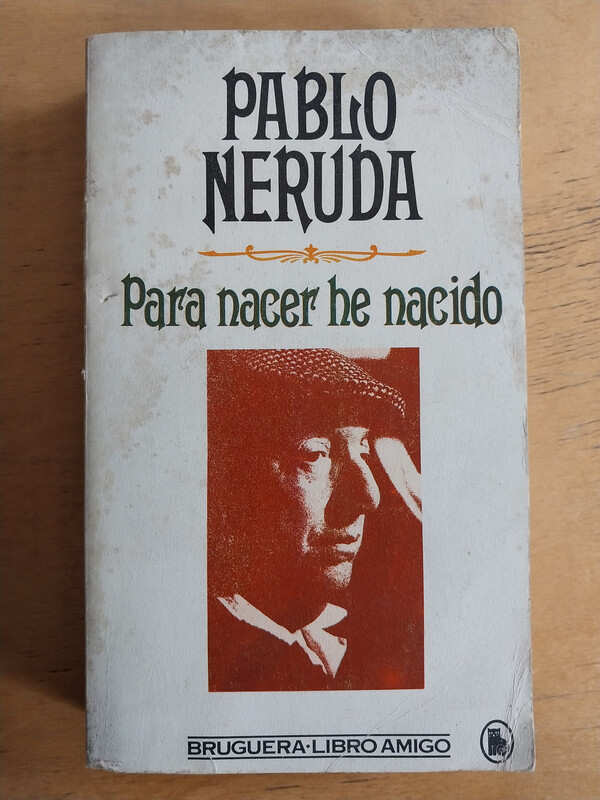 PABLO
NERUDA
Para nacer he nacido
BRUGUERA·LIBRO AMIGO